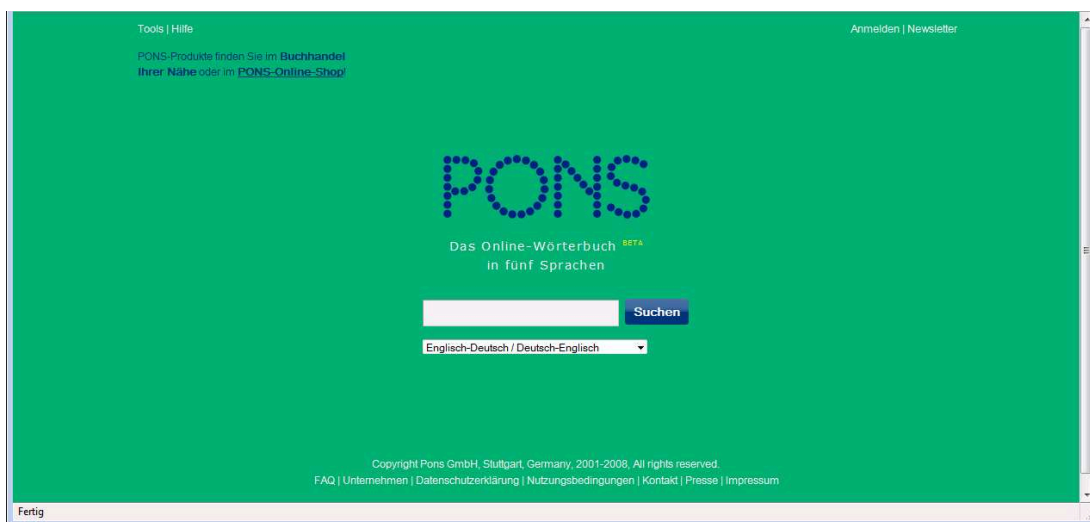 Tools | Hilfe
Anmelden | Newsletter
PONS-Produkte finden Sie im Buchhandel
Ihrer Nähe oder im PONS-Online-Shop!
PONS
Das Online-Wörterbuch BETA
in fünf Sprachen
Suchen
Englisch-Deutsch / Deutsch-Englisch
Copyright Pons GmbH, Stuttgart, Germany, 2001-2008, All rights reserved.
FAQ | Unternehmen | Datenschutzerklärung | Nutzungsbedingungen | Kontakt | Presse | Impressum
Fertig